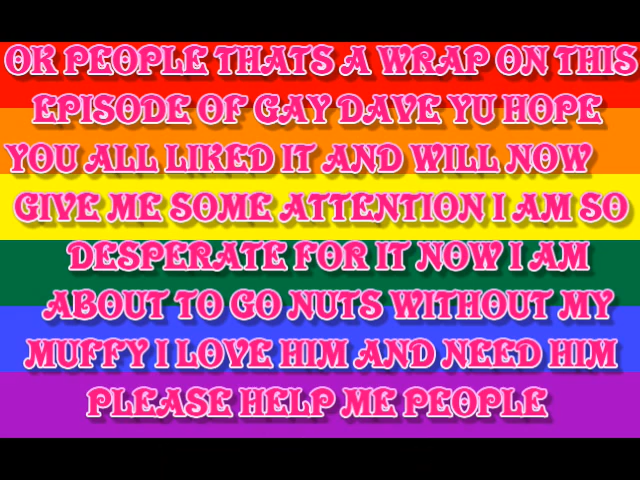 OK PEOPLE THATS A WRAP ON THIS
EPISODE OF GAY DAVE YU HOPE
YOU ALL LIKED IT AND WILL NOW
GIVE ME SOME ATTENTION I AM SO
DESPERATE FOR IT NOW I AM
ABOUT TO GO NUTS WITHOUT MY
MUFFY I LOVE HIM AND NEED HIM
PLEASE HELP ME PEOPLE